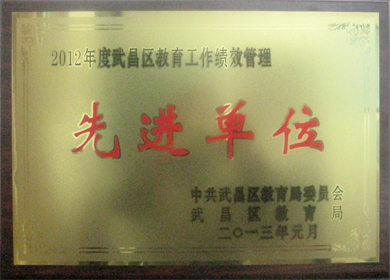 2012年度武昌区教育工作绩效管理
先进单位
中共武昌区教育局委员会
武昌区教育局
二〇一三年元月